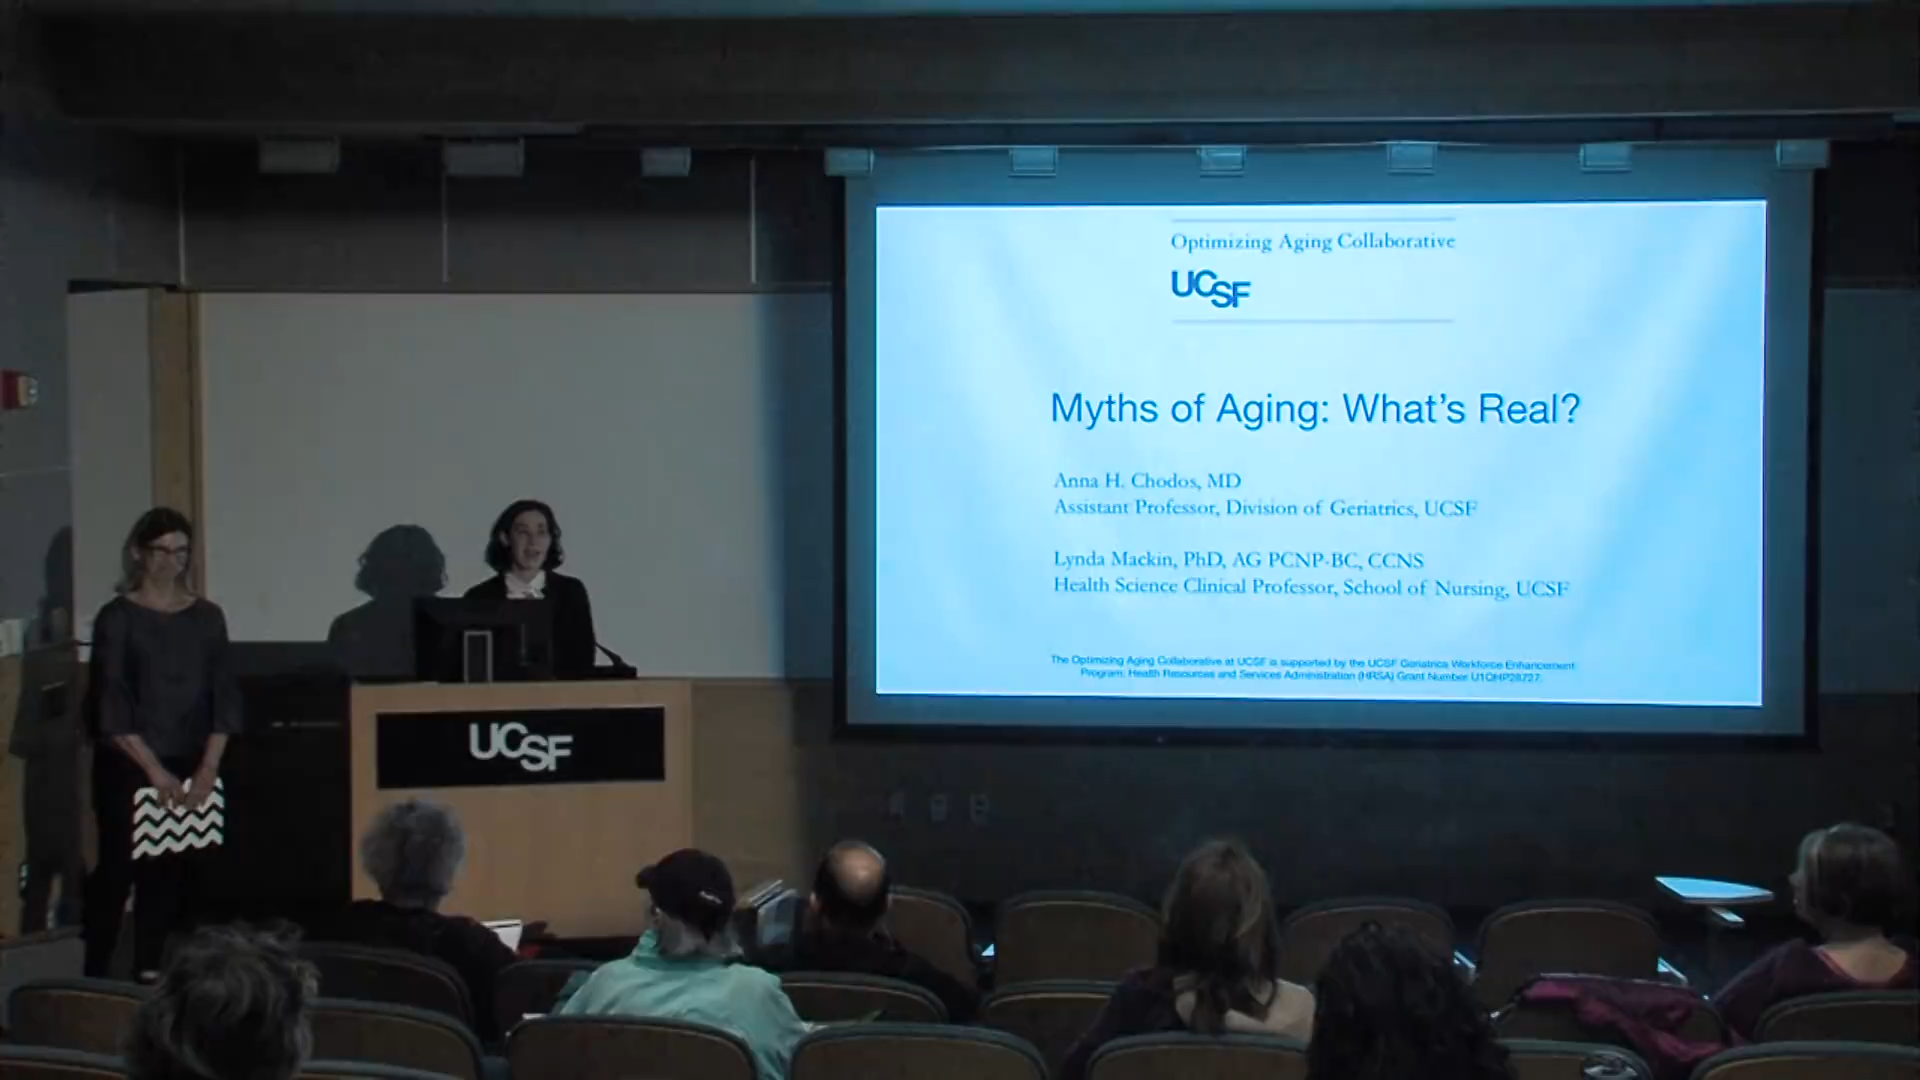 Optimizing Aging Collaborative
UCSF
Myths of Aging: What's Real?
Anna H. Chodos, MD
Assistant Professor, Division of Geriatrics, UCSF
Lynda Mackin, PhD, AG PCNP-BC, CCNS
Health Science Clinical Professor, School of Nursing, UCSF
The Optimizing Aging Collaborative at UCSF is supported by the UCSF Geriatrics Workforce Enhancement
Program: Health Resources and Services Administration (HRSA) Grant Number
UCSF